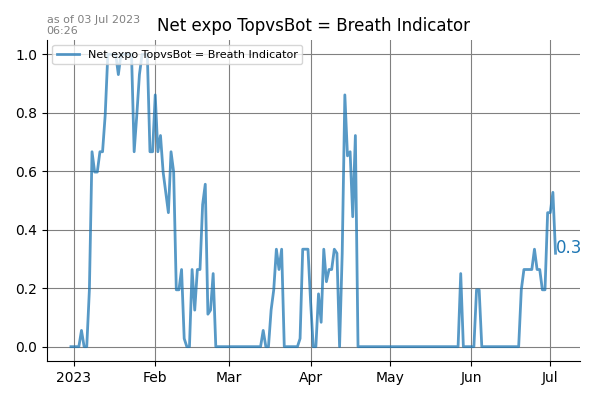 as of 03 Jul 2023
06:26
Net expo TopvsBot = Breath Indicator
Net expo TopvsBot = Breath Indicator
1.0
0.8
0.6
0.4
0.2
0.0
0.3
2023 Feb Mar Apr May Jun Jul